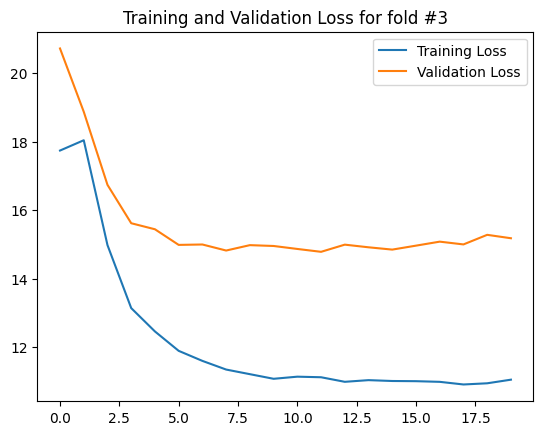 Training and Validation Loss for fold #3
Training Loss
Validation Loss
20
18
16
14
12
0.0 2.5 5.0 7.5 10.0 12.5 15.0 17.5